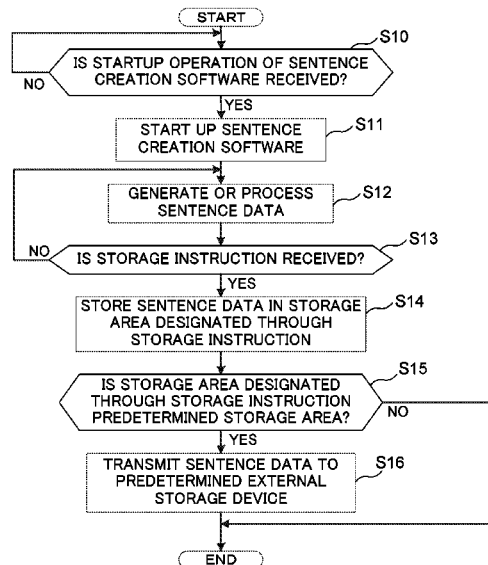 START
S10
IS STARTUP OPERATION OF SENTENCE
CREATION SOFTWARE RECEIVED?
NO
YES
S11
START UP SENTENCE
CREATION SOFTWARE
S12
GENERATE OR PROCESS
SENTENCE DATA
S13
NO
IS STORAGE INSTRUCTION RECEIVED?
YES
S14
STORE SENTENCE DATA IN STORAGE
AREA DESIGNATED THROUGH
STORAGE INSTRUCTION
S15
IS STORAGE AREA DESIGNATED
THROUGH STORAGE INSTRUCTION
PREDETERMINED STORAGE AREA?
NO
YES
S16
TRANSMIT SENTENCE DATA TO
PREDETERMINED EXTERNAL
STORAGE DEVICE
END